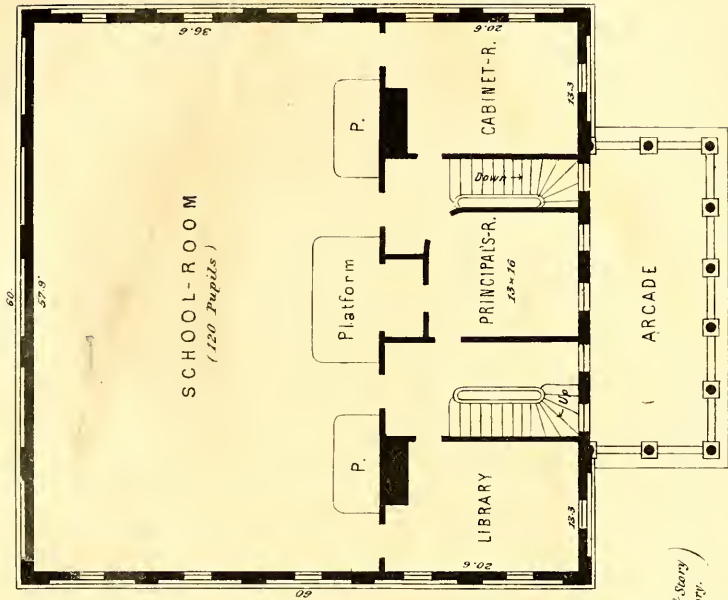 36.6
20.6
CABINET-R.
13.3
P.
Down →
60.
57.9
SCHOOL-ROOM
(120 Pupils)
Platform
PRINCIPAL'S-R.
13 × 16
ARCADE
← Up
P.
LIBRARY
13.3
20.6
60
Story)